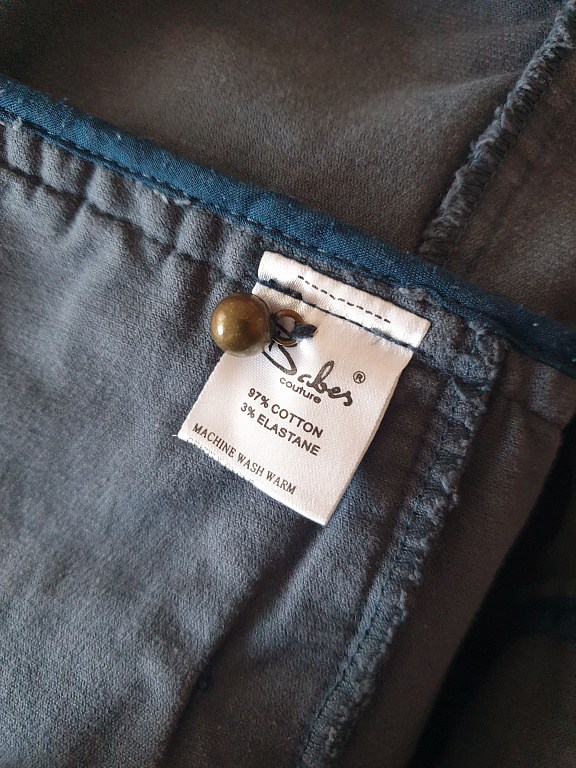 Babes ®
couture
97% COTTON
3% ELASTANE
MACHINE WASH WARM